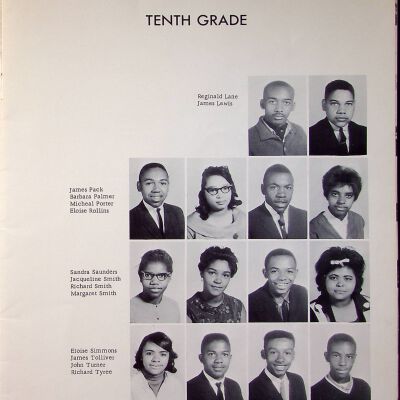 TENTH GRADE
Reginald Lane
James Lewis
James Pack
Barbara Palmer
Micheal Porter
Eloise Rollins
Sandra Saunders
Jacqueline Smith
Richard Smith
Margaret Smith
Eloise Simmons
James Tolliver
John Turner
Richard Tyree